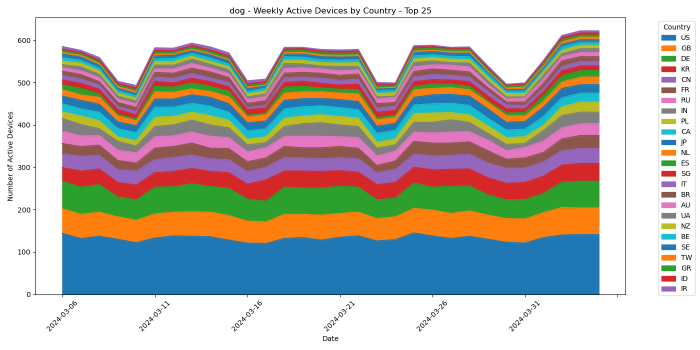 dog - Weekly Active Devices by Country - Top 25
Country
US
GB
DE
KR
CN
FR
RU
IN
PL
CA
JP
NL
ES
SG
IT
BR
AU
UA
NZ
BE
SE
TW
GR
ID
IR
Number of Active Devices
600
500
400
300
200
100
0
2024-03-06
2024-03-11
2024-03-16
2024-03-21
2024-03-26
2024-03-31
Date